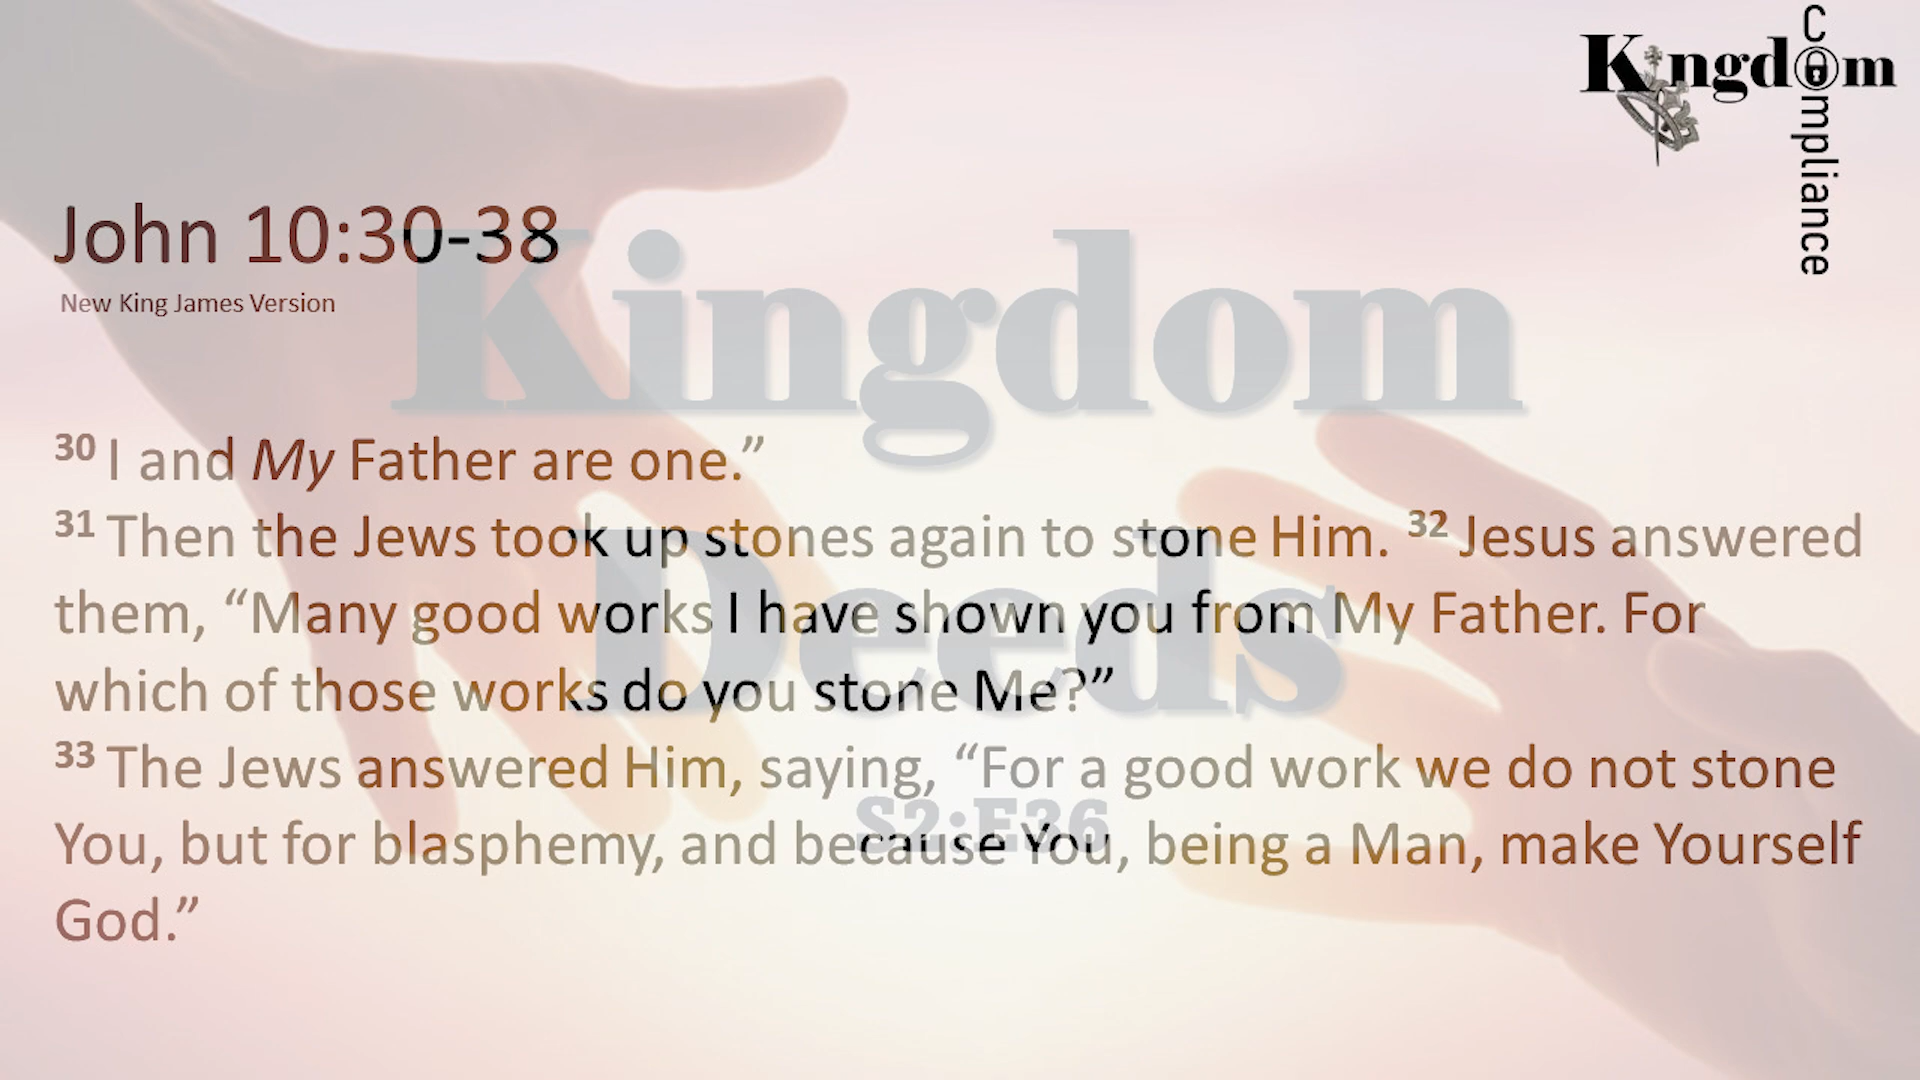 Kingdom
Compliance
John 10:30-38
New King James Version
Kingdom
Deeds
S2:E36
30 I and My Father are one.”
31 Then the Jews took up stones again to stone Him. 32 Jesus answered
them, “Many good works I have shown you from My Father. For
which of those works do you stone Me?”
33 The Jews answered Him, saying, “For a good work we do not stone
You, but for blasphemy, and because You, being a Man, make Yourself
God.”